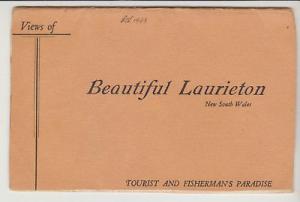 Views of
Beautiful Laurieton
New South Wales
TOURIST AND FISHERMAN'S PARADISE